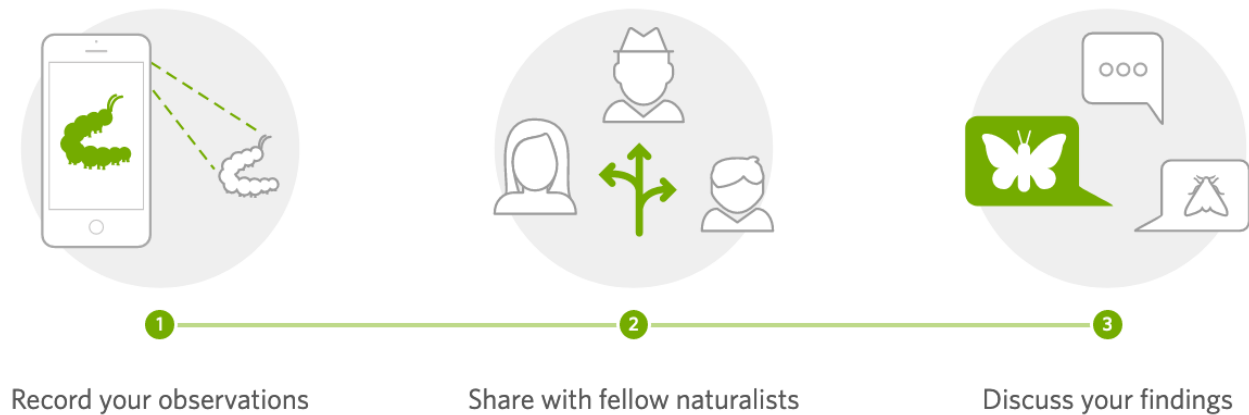 1
2
3
Record your observations
Share with fellow naturalists
Discuss your findings